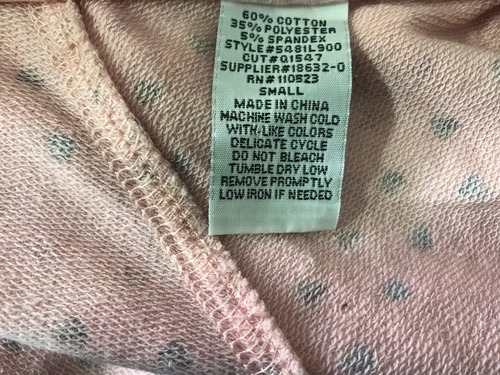 60% COTTON
35% POLYESTER
5% SPANDEX
STYLE#5481L900
CUT#Q1547
SUPPLIER#18632-0
RN#110823
SMALL
MADE IN CHINA
MACHINE WASH COLD
WITH LIKE COLORS
DELICATE CYCLE
DO NOT BLEACH
TUMBLE DRY LOW
REMOVE PROMPTLY
LOW IRON IF NEEDED